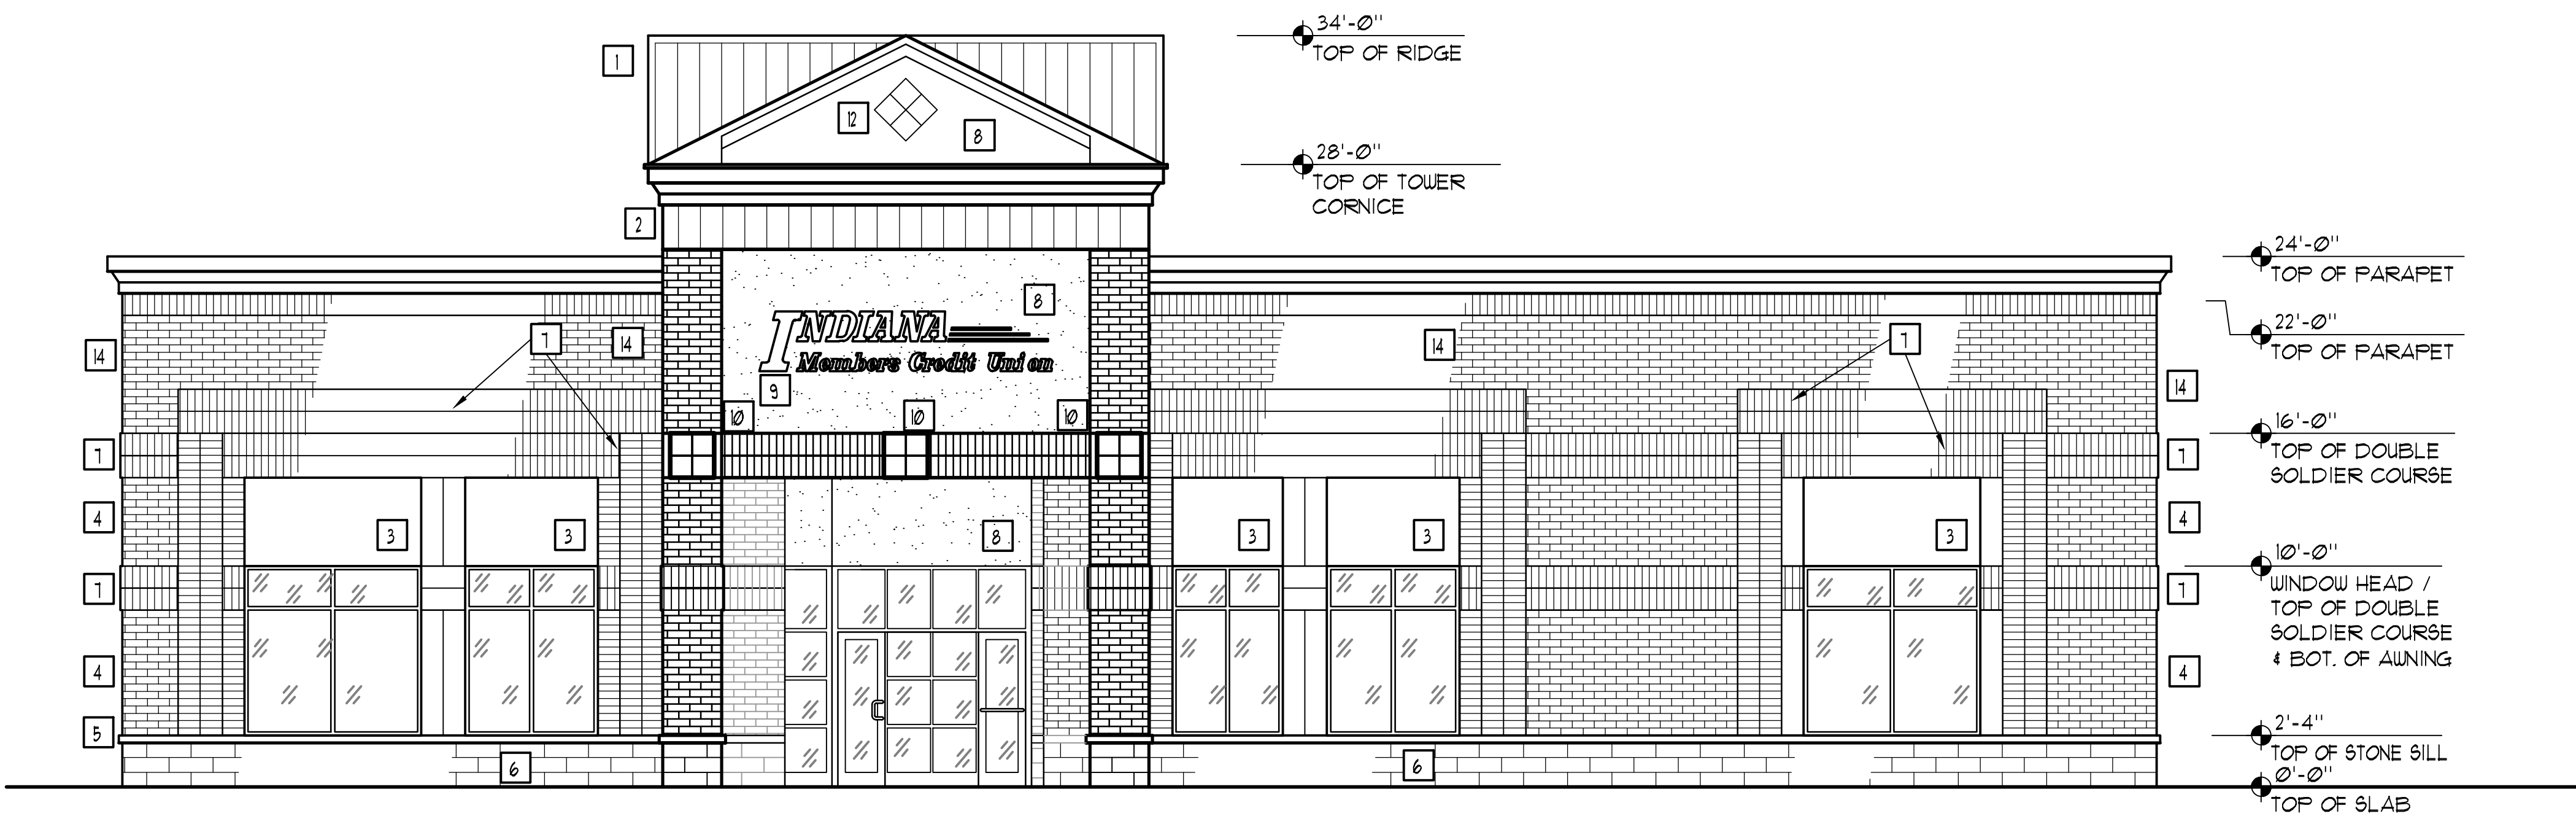 34'-0"
TOP OF RIDGE
1
12
8
28'-0"
TOP OF TOWER
CORNICE
2
24'-0"
TOP OF PARAPET
8
INDIANA
Members Credit Union
22'-0"
TOP OF PARAPET
14
7
14
14
7
14
9
10
10
10
16'-0"
TOP OF DOUBLE
SOLDIER COURSE
7
7
4
3
3
8
3
3
3
4
10'-0"
WINDOW HEAD /
TOP OF DOUBLE
SOLDIER COURSE
& BOT. OF AWNING
7
7
4
4
5
2'-4"
TOP OF STONE SILL
6
6
0'-0"
TOP OF SLAB